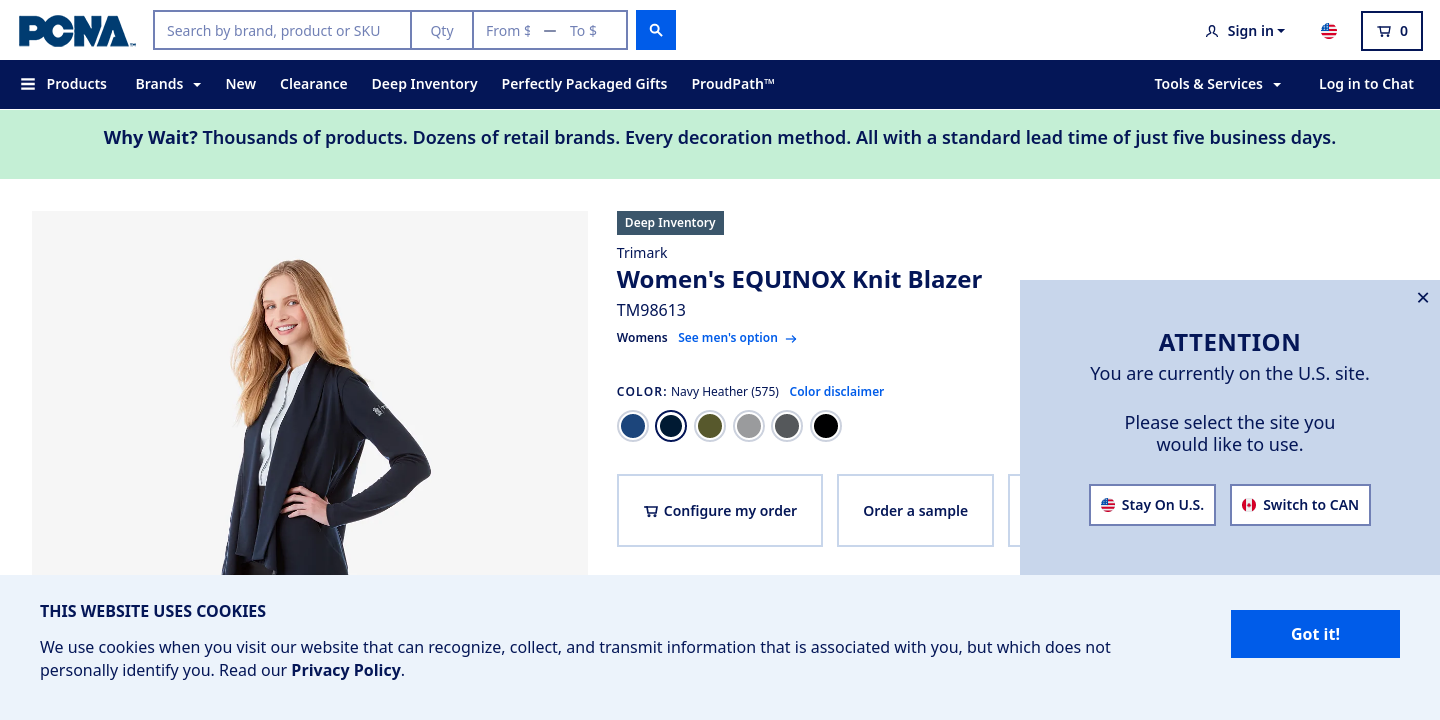 PCNA™
Search by brand, product or SKU
Qty
From $ — To $
Sign in
0
Products
Brands
New
Clearance
Deep Inventory
Perfectly Packaged Gifts
ProudPath™
Tools & Services
Log in to Chat
Why Wait? Thousands of products. Dozens of retail brands. Every decoration method. All with a standard lead time of just five business days.
Deep Inventory
Trimark
Women's EQUINOX Knit Blazer
TM98613
Womens See men's option →
COLOR: Navy Heather (575) Color disclaimer
Configure my order
Order a sample
×
ATTENTION
You are currently on the U.S. site.
Please select the site you
would like to use.
Stay On U.S.
Switch to CAN
THIS WEBSITE USES COOKIES
We use cookies when you visit our website that can recognize, collect, and transmit information that is associated with you, but which does not
personally identify you. Read our Privacy Policy.
Got it!